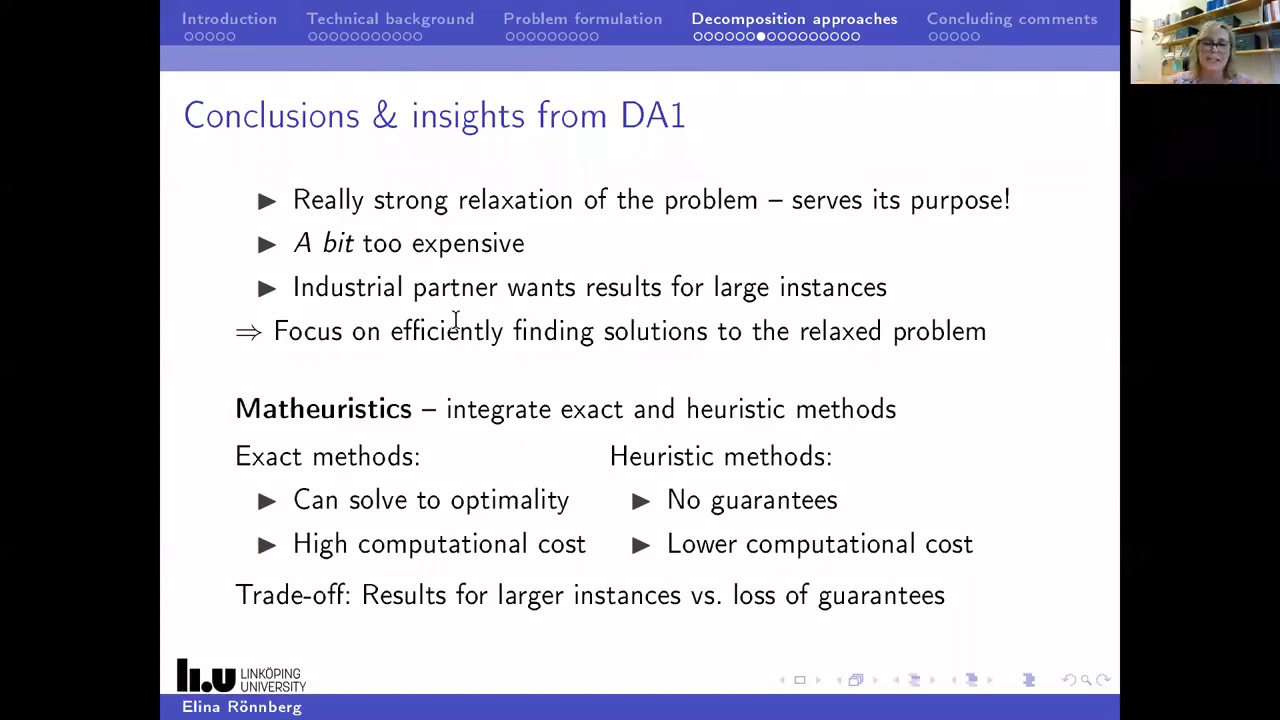 Introduction Technical background Problem formulation Decomposition approaches Concluding comments
Conclusions & insights from DA1
▶ Really strong relaxation of the problem – serves its purpose!
▶ A bit too expensive
▶ Industrial partner wants results for large instances
⇒ Focus on efficiently finding solutions to the relaxed problem
Matheuristics – integrate exact and heuristic methods
Exact methods: Heuristic methods:
▶ Can solve to optimality ▶ No guarantees
▶ High computational cost ▶ Lower computational cost
Trade-off: Results for larger instances vs. loss of guarantees
li.u LINKÖPING
UNIVERSITY
Elina Rönnberg